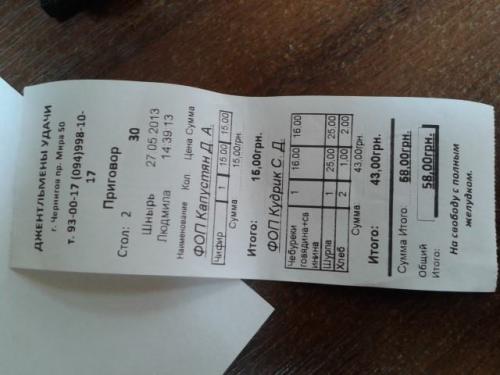 ДЖЕНТЛЬМЕНЫ УДАЧИ
г. Чернигов пр. Мира 50
т. 93-00-17 (094)998-10-
17
Приговор 30
Стол: 2
Шнырь 27.05.2013
Людмила 14:39:13
Наименование Кол Цена Сумма
ФОП Капустян Д. А.
Чифир 1 15,00 15,00
Сумма 15,00грн.
Итого: 15,00грн.
ФОП Кудрик С. Д.
Чебуреки 1 16,00 16,00
говядина+св
инина
Шурпа 1 25,00 25,00
Хлеб 2 1,00 2,00
Сумма 43,00грн.
Итого: 43,00грн.
Сумма Итого 68,00грн.
Общий 58,00грн.
Итого:
На свободу с полным
желудком.